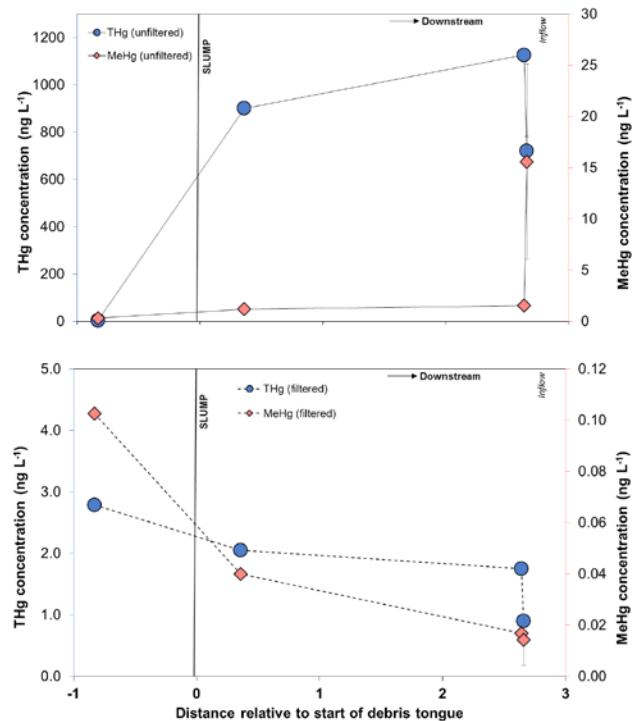 THg (unfiltered)
MeHg (unfiltered)
SLUMP
Downstream
Inflow
THg concentration (ng L-1)
1200
1000
800
600
400
200
0
MeHg concentration (ng L-1)
30
25
20
15
10
5
0
0
1
2
3
THg (filtered)
MeHg (filtered)
SLUMP
Downstream
Inflow
THg concentration (ng L-1)
5.0
4.0
3.0
2.0
1.0
0.0
MeHg concentration (ng L-1)
0.12
0.10
0.08
0.06
0.04
0.02
0.00
-1
0
1
2
3
Distance relative to start of debris tongue